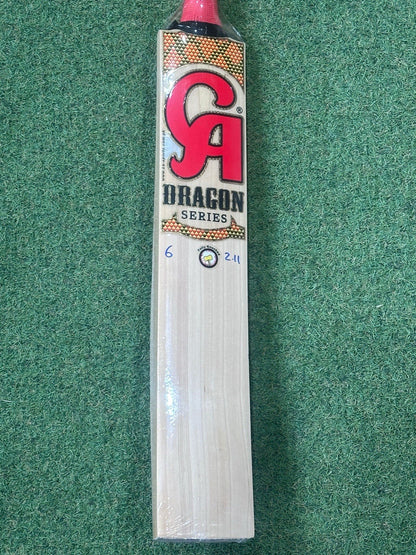 CA
®
DRAGON
SERIES
6 2.11